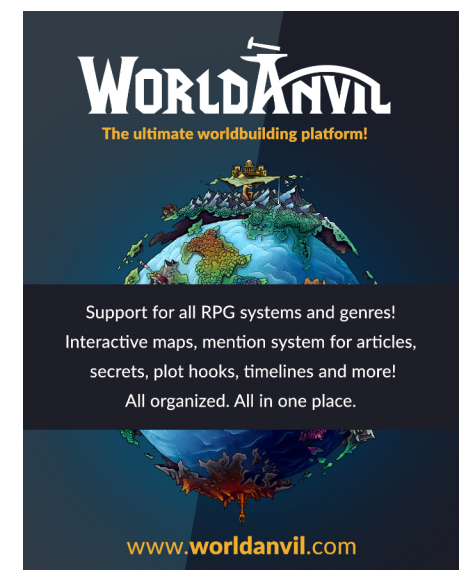 WORLDANVIL
The ultimate worldbuilding platform!
Support for all RPG systems and genres!
Interactive maps, mention system for articles,
secrets, plot hooks, timelines and more!
All organized. All in one place.
www.worldanvil.com